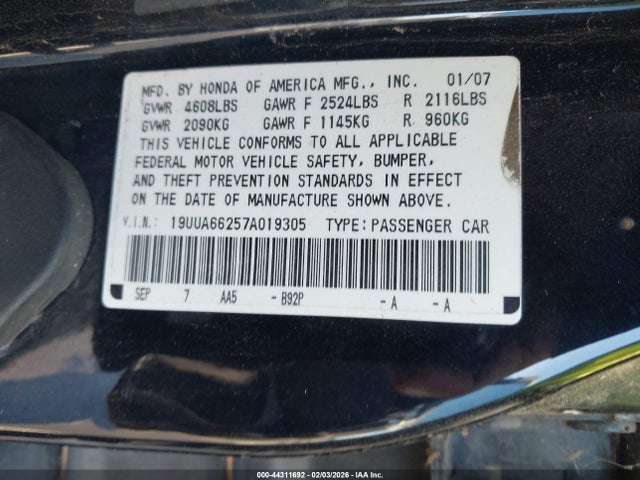 MFD. BY HONDA OF AMERICA MFG., INC. 01/07
GVWR 4608LBS GAWR F 2524LBS R 2116LBS
GVWR 2090KG GAWR F 1145KG R 960KG
THIS VEHICLE CONFORMS TO ALL APPLICABLE
FEDERAL MOTOR VEHICLE SAFETY, BUMPER,
AND THEFT PREVENTION STANDARDS IN EFFECT
ON THE DATE OF MANUFACTURE SHOWN ABOVE.
V.I.N.: 19UUA66257A019305 TYPE: PASSENGER CAR
SEP 7 AA5 - B92P - A - A
000-44311692 - 02/03/2026 - IAA Inc.